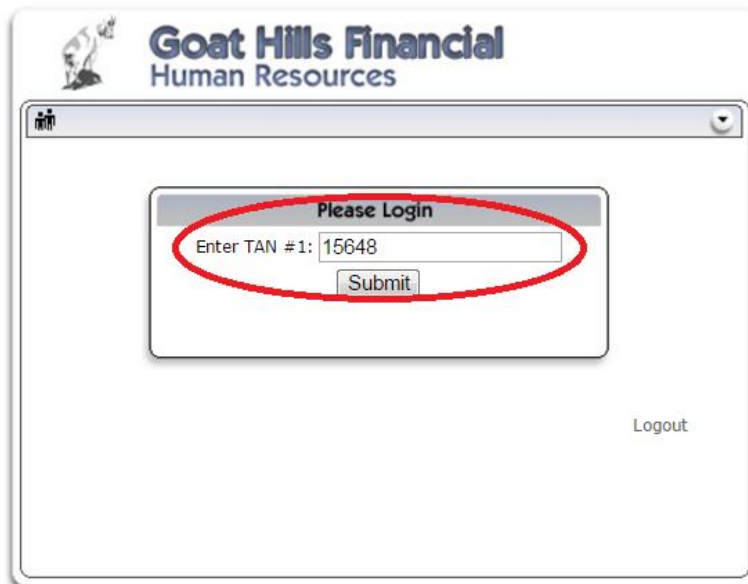 Goat Hills Financial
Human Resources
Please Login
Enter TAN #1: 15648
Submit
Logout